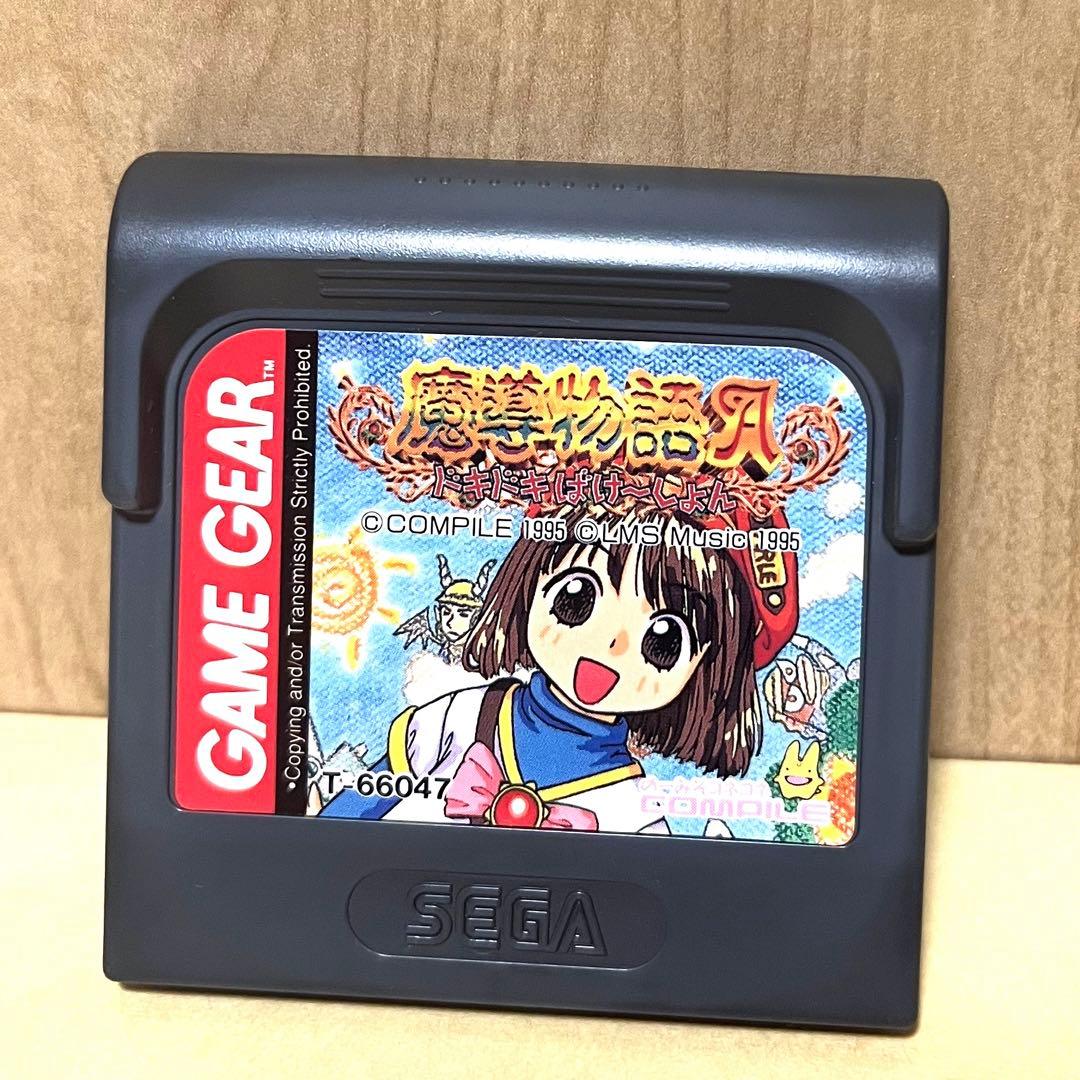 GAME GEAR™
•Copying and/or Transmission Strictly Prohibited.
魔導物語A
ドキドキばけ~しょん
©COMPILE 1995 ©LMS Music 1995
RLE
T-66047
COMPILE
SEGA